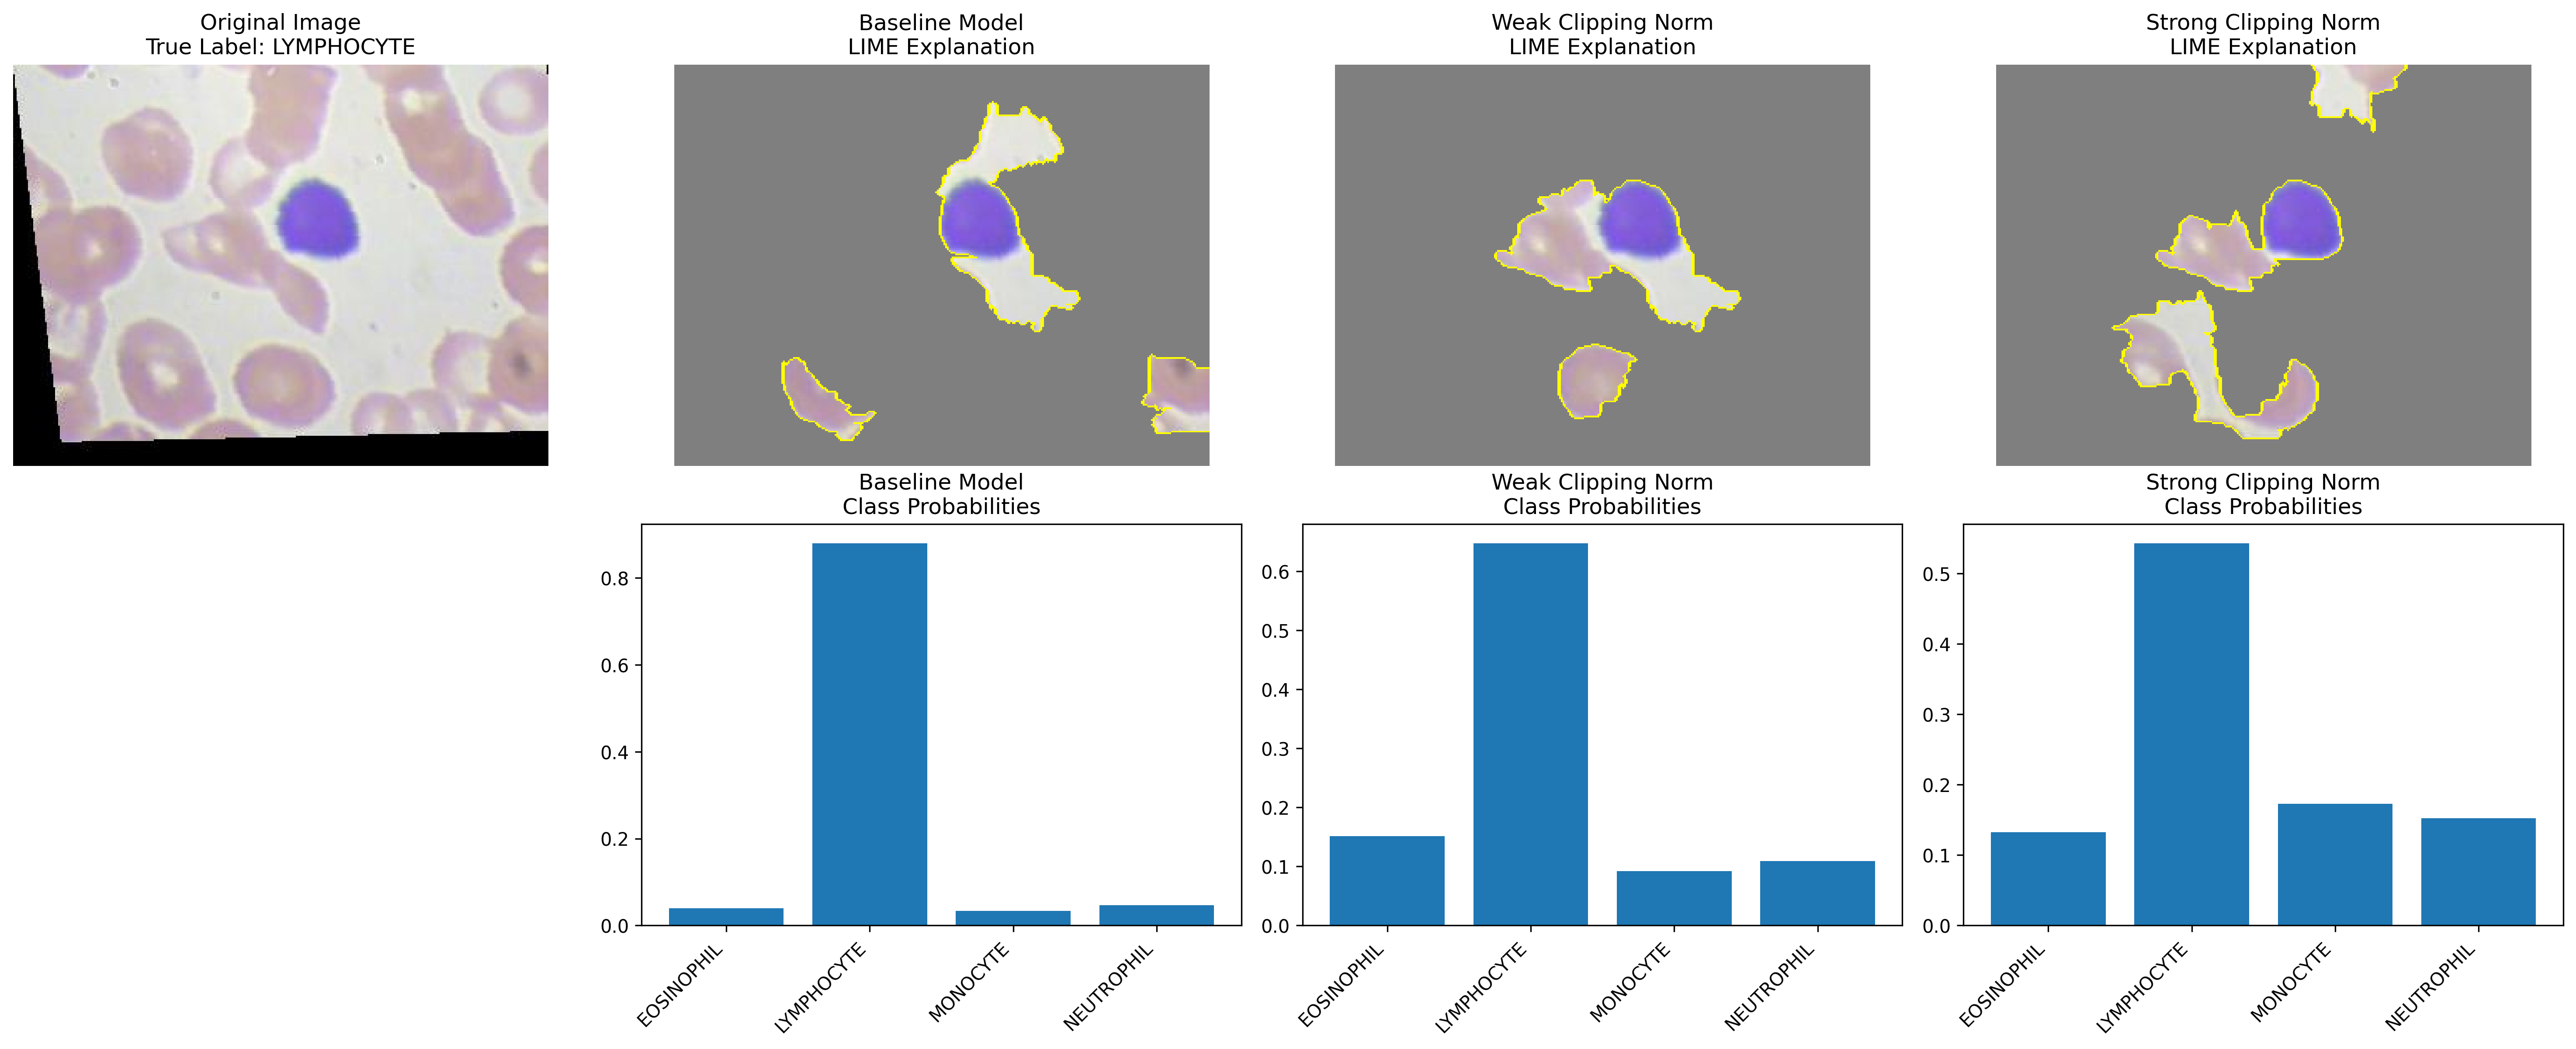 Original Image
True Label: LYMPHOCYTE
Baseline Model
LIME Explanation
Weak Clipping Norm
LIME Explanation
Strong Clipping Norm
LIME Explanation
Baseline Model
Class Probabilities
0.8
0.6
0.4
0.2
0.0
EOSINOPHIL
LYMPHOCYTE
MONOCYTE
NEUTROPHIL
Weak Clipping Norm
Class Probabilities
0.6
0.5
0.4
0.3
0.2
0.1
0.0
EOSINOPHIL
LYMPHOCYTE
MONOCYTE
NEUTROPHIL
Strong Clipping Norm
Class Probabilities
0.5
0.4
0.3
0.2
0.1
0.0
EOSINOPHIL
LYMPHOCYTE
MONOCYTE
NEUTROPHIL